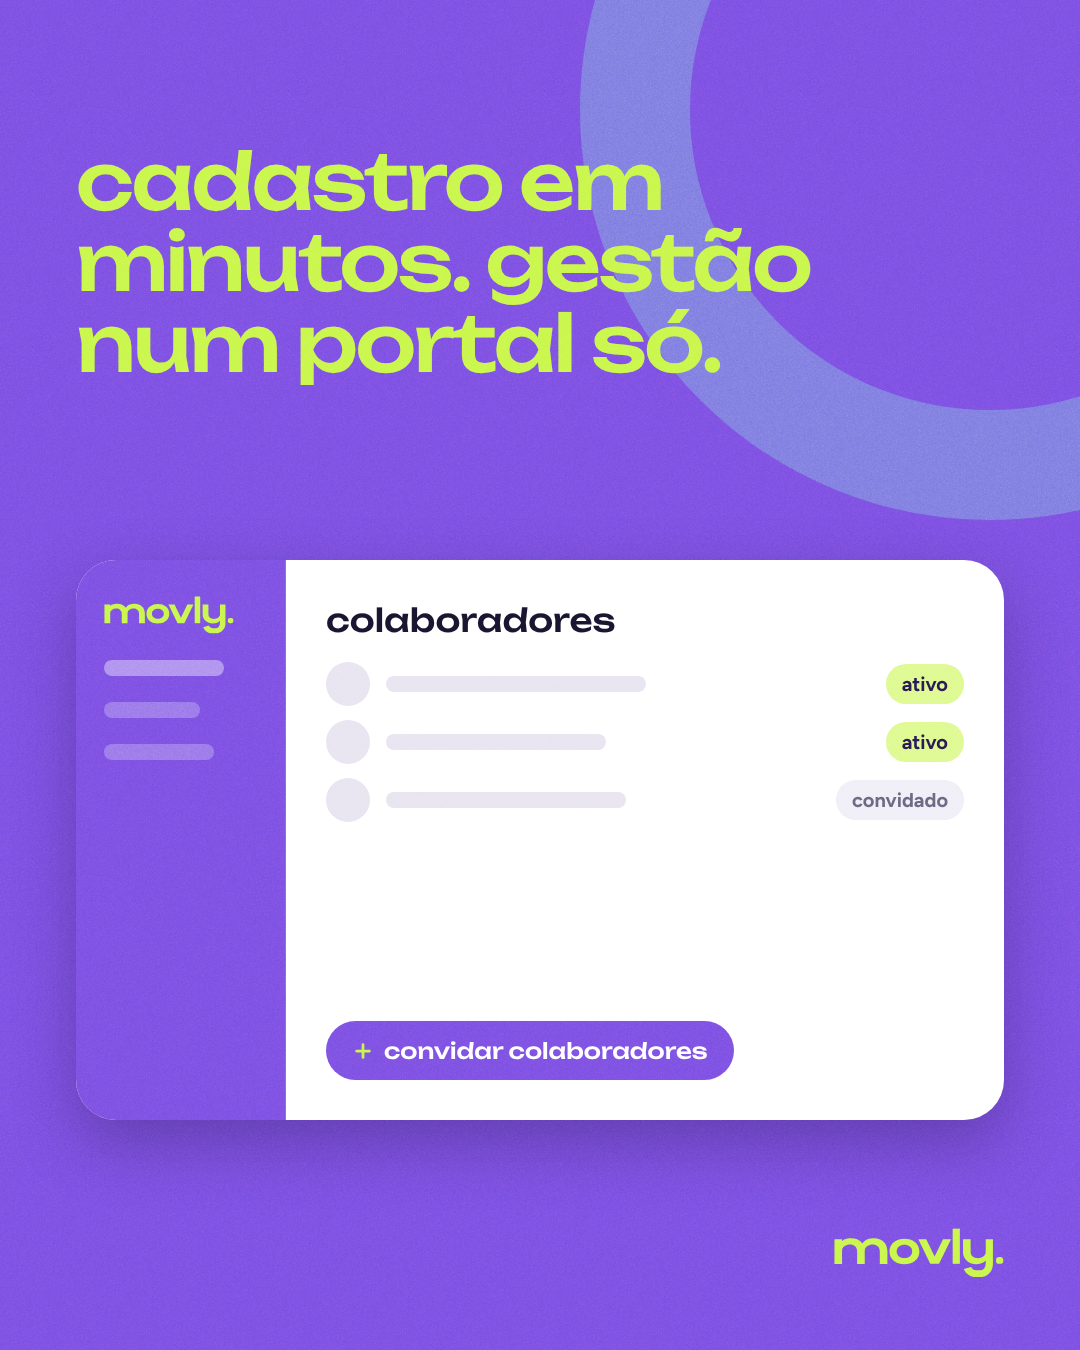 cadastro em
minutos. gestão
num portal só.
movly.
colaboradores
ativo
ativo
convidado
+ convidar colaboradores
movly.